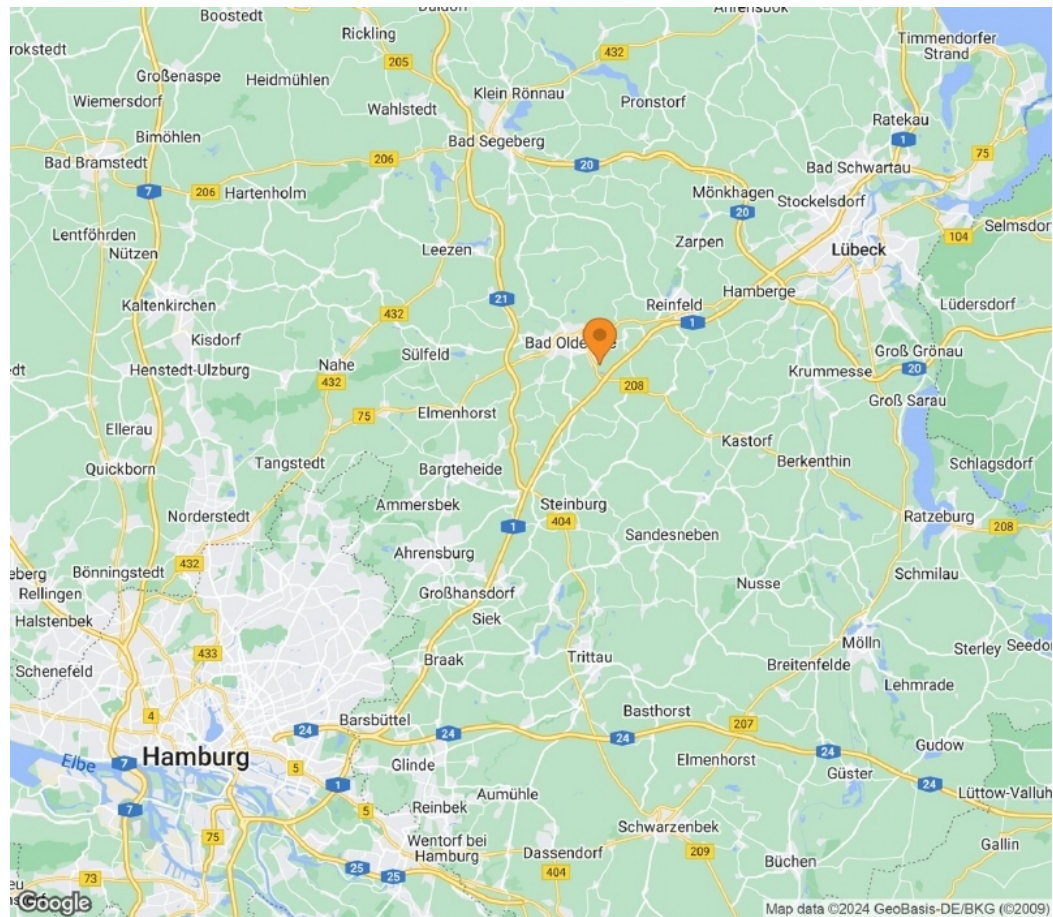 Boostedt
Rickling
Timmendorfer
Strand
Großenaspe
205
432
Heidmühlen
Klein Rönnau
Wiemersdorf
Wahlstedt
Pronstorf
Ratekau
Bimöhlen
Bad Segeberg
1
75
Bad Bramstedt
206
20
Bad Schwartau
7
206
Hartenholm
Mönkhagen
Stockelsdorf
20
Lentföhrden
Zarpen
104
Selmsdorf
Nützen
Leezen
Lübeck
Hamberge
21
Kaltenkirchen
432
Reinfeld
Lüdersdorf
1
Kisdorf
Bad Olde
Sülfeld
Groß Grönau
Henstedt-Ulzburg
Nahe
Krummesse
20
432
208
Groß Sarau
75
Elmenhorst
Ellerau
Kastorf
Quickborn
Tangstedt
Bargteheide
Berkenthin
Schlagsdorf
Ammersbek
Steinburg
Norderstedt
1
404
Ratzeburg
208
Sandesneben
Ahrensburg
432
Bönningstedt
Schmilau
Rellingen
Großhansdorf
Nusse
Halstenbek
Siek
433
Mölln
Schenefeld
Braak
Trittau
Breitenfelde
Sterley
Lehmrade
4
Barsbüttel
Basthorst
207
24
24
24
24
Gudow
Elbe
7
Hamburg
5
Glinde
Elmenhorst
Güster
24
1
Reinbek
Aumühle
Lüttow-Valluh
7
5
75
Wentorf bei
Hamburg
Schwarzenbek
Gallin
Dassendorf
209
Büchen
25
25
404
73
Google
Map data ©2024 GeoBasis-DE/BKG (©2009)